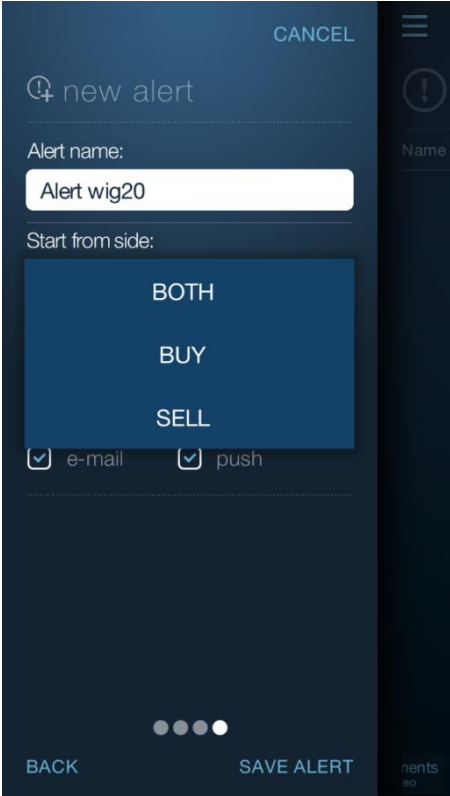 CANCEL
new alert
Name
Alert name:
Alert wig20
Start from side:
BOTH
BUY
SELL
e-mail push
BACK SAVE ALERT